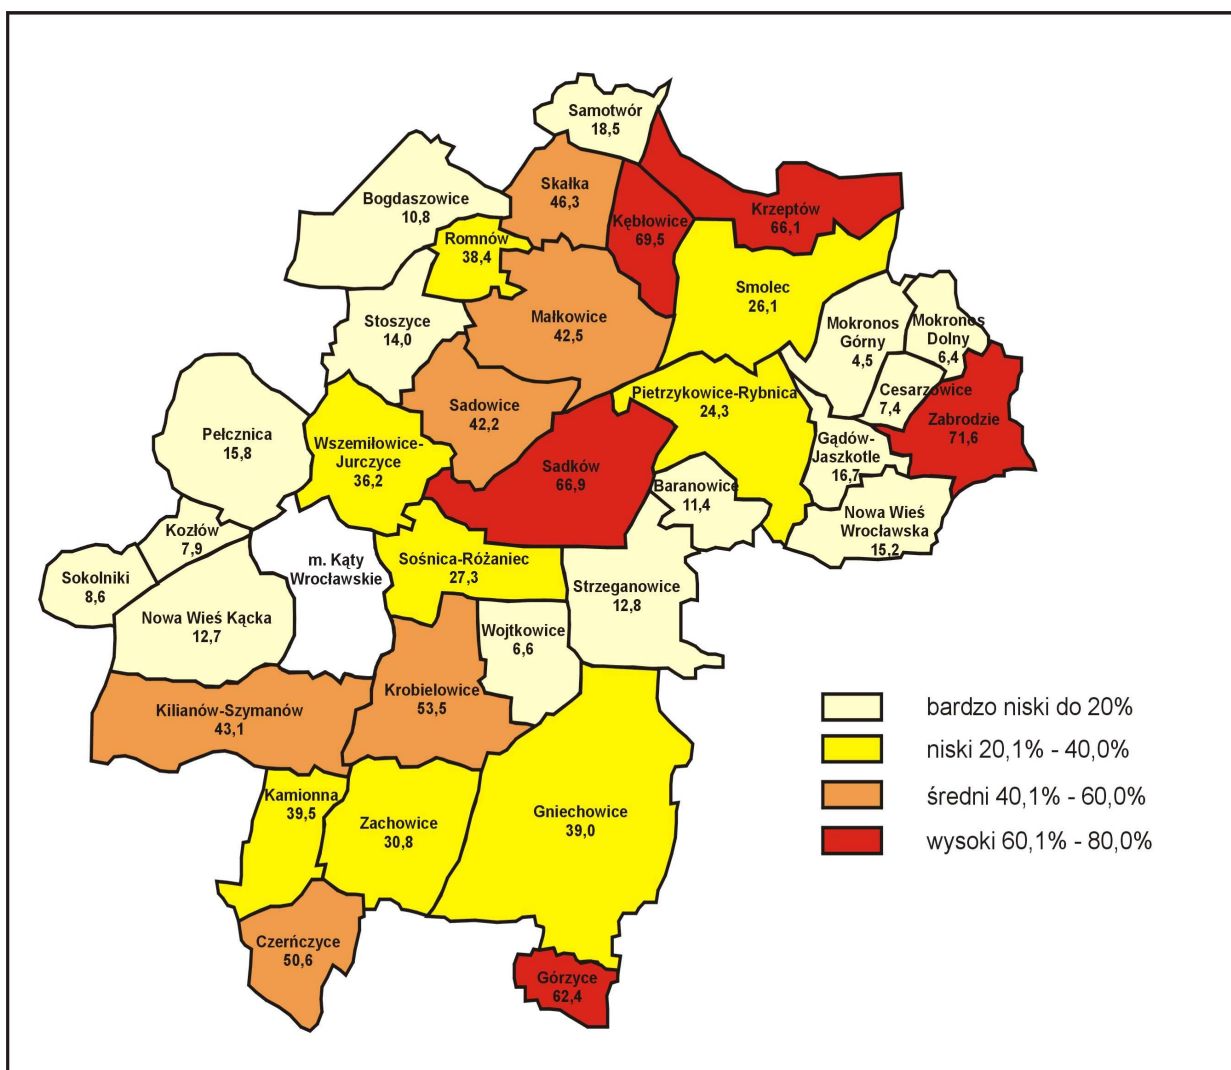 Samotwór
18,5
Skałka
46,3
Bogdaszowice
10,8
Kębłowice
69,5
Krzeptów
66,1
Romnów
38,4
Smolec
26,1
Małkowice
42,5
Stoszyce
14,0
Mokronos
Górny
4,5
Mokronos
Dolny
6,4
Cesarzowice
7,4
Pietrzykowice-Rybnica
24,3
Sadowice
42,2
Zabrodzie
71,6
Pełcznica
15,8
Wszemiłowice-
Jurczyce
36,2
Gądów-
Jaszkotle
16,7
Sadków
66,9
Baranowice
11,4
Nowa Wieś
Wrocławska
15,2
Kozłów
7,9
m. Kąty
Wrocławskie
Sośnica-Różaniec
27,3
Sokolniki
8,6
Strzeganowice
12,8
Nowa Wieś Kącka
12,7
Wojtkowice
6,6
Krobielowice
53,5
Kilianów-Szymanów
43,1
Kamionna
39,5
Zachowice
30,8
Gniechowice
39,0
Czerńczyce
50,6
Górzyce
62,4
bardzo niski do 20%
niski 20,1% - 40,0%
średni 40,1% - 60,0%
wysoki 60,1% - 80,0%